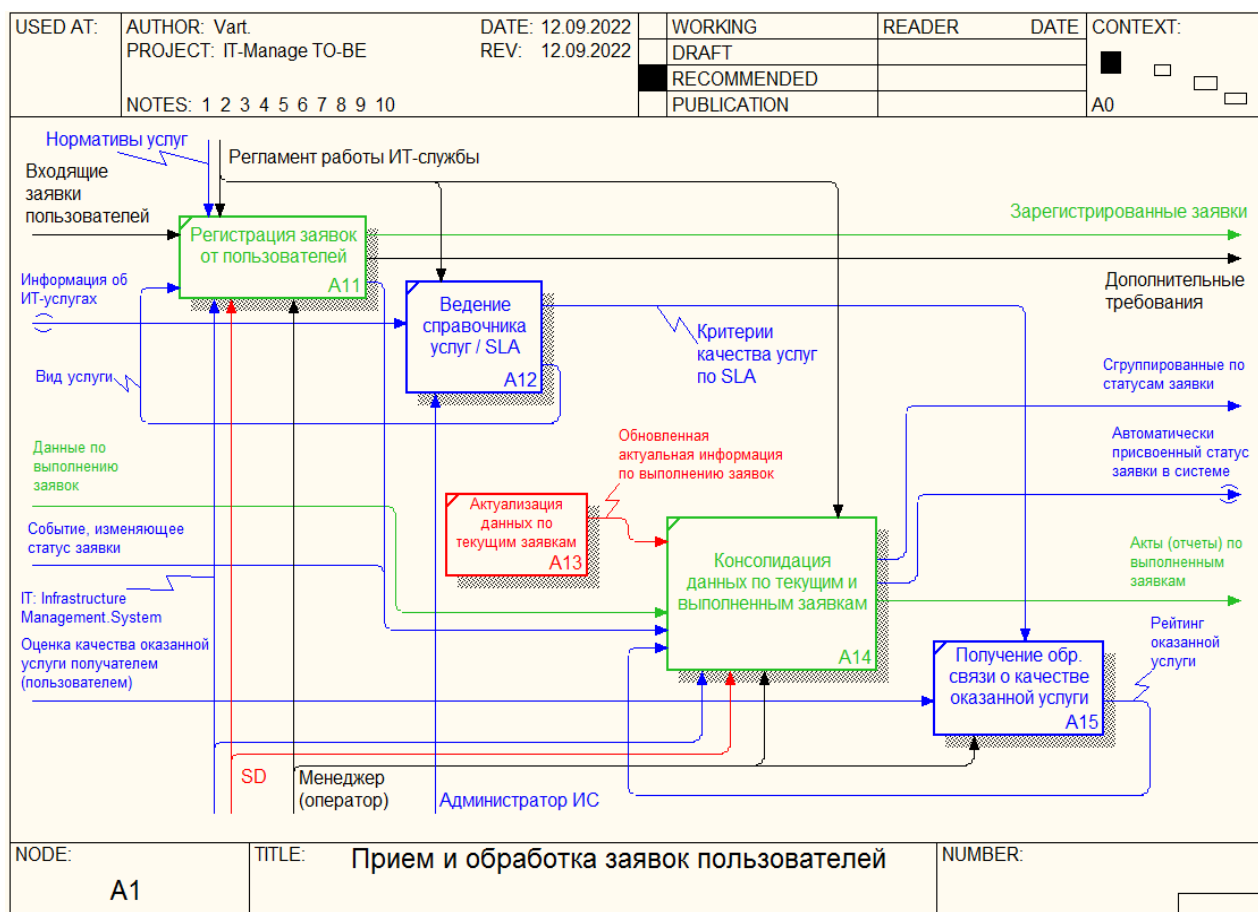 USED AT:
AUTHOR: Vart.
DATE: 12.09.2022
PROJECT: IT-Manage TO-BE
REV: 12.09.2022
NOTES: 1 2 3 4 5 6 7 8 9 10
WORKING
DRAFT
RECOMMENDED
PUBLICATION
READER
DATE
CONTEXT:
A0
Нормативы услуг
Регламент работы ИТ-службы
Входящие
заявки
пользователей
Регистрация заявок
от пользователей
A11
Зарегистрированные заявки
Дополнительные
требования
Информация об
ИТ-услугах
Ведение
справочника
услуг / SLA
A12
Критерии
качества услуг
по SLA
Вид услуги
Сгруппированные по
статусам заявки
Данные по
выполнению
заявок
Обновленная
актуальная информация
по выполнению заявок
Автоматически
присвоенный статус
заявки в системе
Актуализация
данных по
текущим заявкам
A13
Событие, изменяющее
статус заявки
Консолидация
данных по текущим и
выполненным заявкам
A14
Акты (отчеты) по
выполненным
заявкам
IT: Infrastructure
Management.System
Оценка качества оказанной
услуги получателем
(пользователем)
Получение обр.
связи о качестве
оказанной услуги
A15
Рейтинг
оказанной
услуги
SD
Менеджер
(оператор)
Администратор ИС
NODE:
A1
TITLE:
Прием и обработка заявок пользователей
NUMBER: